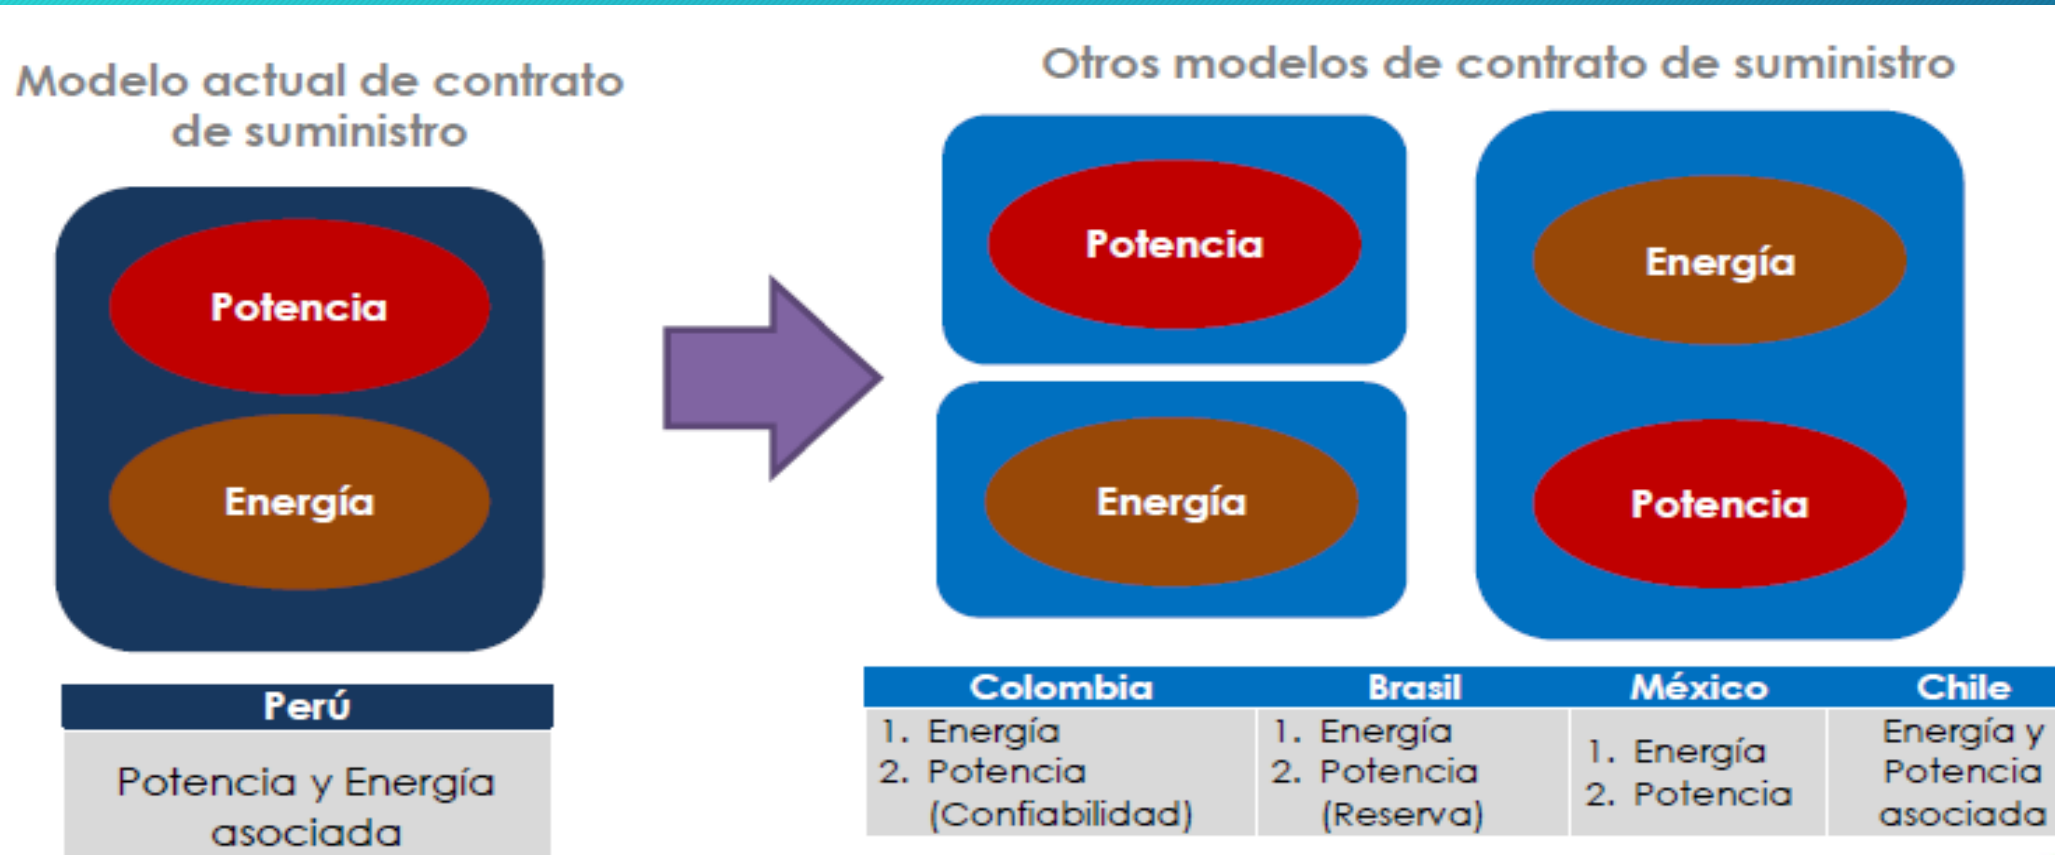 Modelo actual de contrato
de suministro
Potencia
Energía
Perú
Potencia y Energía
asociada
Otros modelos de contrato de suministro
Potencia
Energía
Energía
Potencia
Colombia
1. Energía
2. Potencia
(Confiabilidad)
Brasil
1. Energía
2. Potencia
(Reserva)
México
1. Energía
2. Potencia
Chile
Energía y
Potencia
asociada